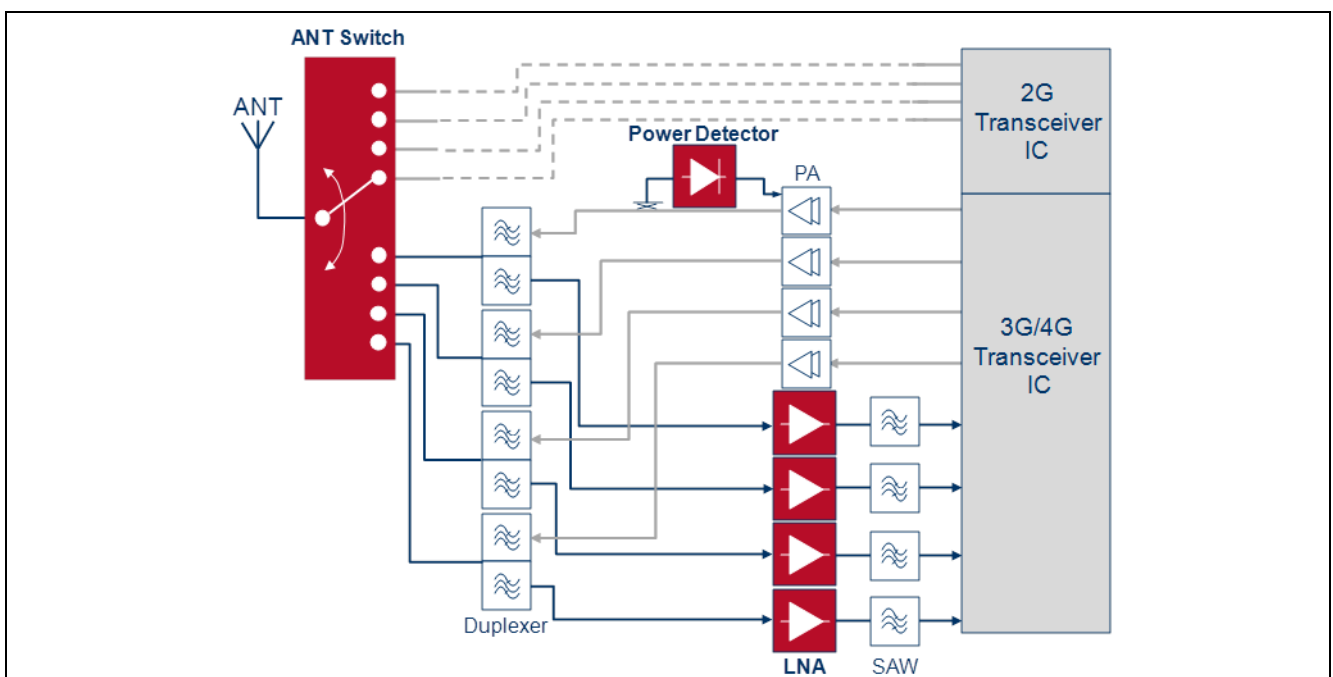 ANT Switch
ANT
2G
Transceiver
IC
Power Detector
PA
3G/4G
Transceiver
IC
Duplexer
LNA
SAW